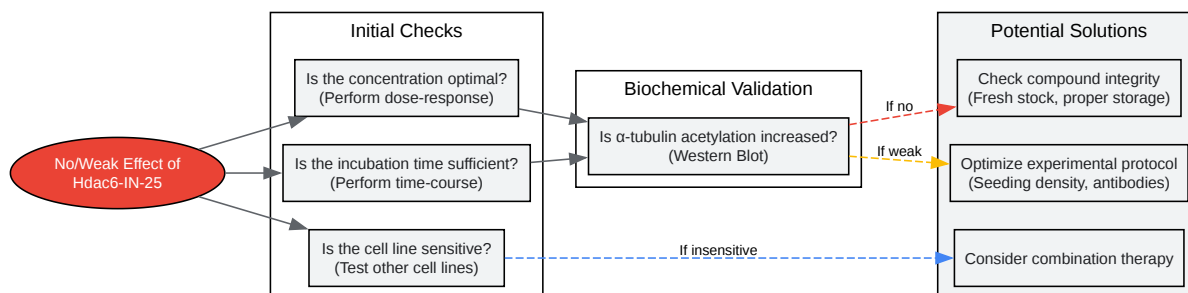 Initial Checks
Potential Solutions
Is the concentration optimal?
(Perform dose-response)
Biochemical Validation
If no
Check compound integrity
(Fresh stock, proper storage)
No/Weak Effect of
Hdac6-IN-25
Is the incubation time sufficient?
(Perform time-course)
Is α-tubulin acetylation increased?
(Western Blot)
If weak
Optimize experimental protocol
(Seeding density, antibodies)
Is the cell line sensitive?
(Test other cell lines)
If insensitive
Consider combination therapy